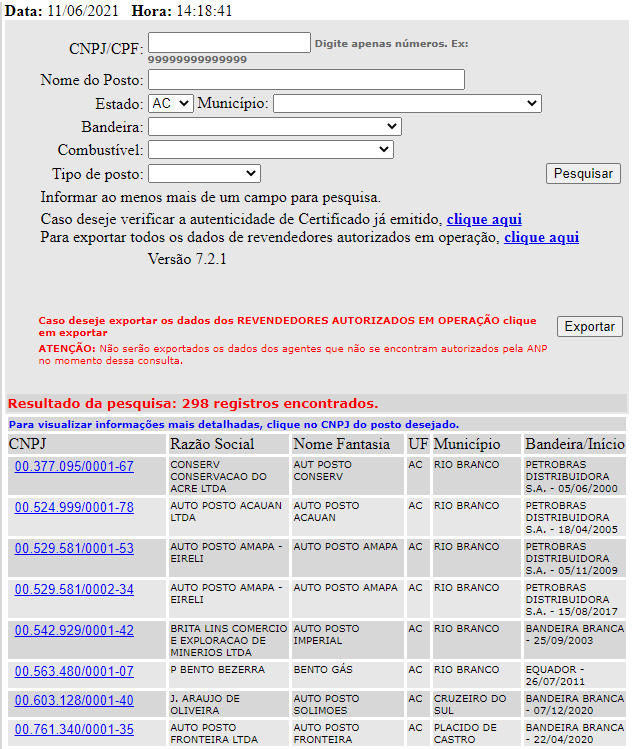 Data: 11/06/2021 Hora: 14:18:41
CNPJ/CPF: Digite apenas números. Ex:
99999999999999
Nome do Posto:
Estado: AC Município:
Bandeira:
Combustível:
Tipo de posto: Pesquisar
Informar ao menos mais de um campo para pesquisa.
Caso deseje verificar a autenticidade de Certificado já emitido, clique aqui
Para exportar todos os dados de revendedores autorizados em operação, clique aqui
Versão 7.2.1
Caso deseje exportar os dados dos REVENDEDORES AUTORIZADOS EM OPERAÇÃO clique
em exportar
Exportar
ATENÇÃO: Não serão exportados os dados dos agentes que não se encontram autorizados pela ANP
no momento dessa consulta.
Resultado da pesquisa: 298 registros encontrados.
Para visualizar informações mais detalhadas, clique no CNPJ do posto desejado.
CNPJ Razão Social Nome Fantasia UF Município Bandeira/Início
00.377.095/0001-67 CONSERV AUT POSTO AC RIO BRANCO PETROBRAS
CONSERVACAO DO CONSERV DISTRIBUIDORA
ACRE LTDA S.A. - 05/06/2000
00.524.999/0001-78 AUTO POSTO ACAUAN AUTO POSTO AC RIO BRANCO PETROBRAS
LTDA ACAUAN DISTRIBUIDORA
S.A. - 18/04/2005
00.529.581/0001-53 AUTO POSTO AMAPA - AUTO POSTO AMAPA AC RIO BRANCO PETROBRAS
EIRELI DISTRIBUIDORA
S.A. - 05/11/2009
00.529.581/0002-34 AUTO POSTO AMAPA - AUTO POSTO AMAPA AC RIO BRANCO PETROBRAS
EIRELI DISTRIBUIDORA
S.A. - 15/08/2017
00.542.929/0001-42 BRITA LINS COMERCIO AUTO POSTO AC RIO BRANCO BANDEIRA BRANCA
E EXPLORACAO DE IMPERIAL - 25/09/2003
MINERIOS LTDA
00.563.480/0001-07 P BENTO BEZERRA BENTO GÁS AC RIO BRANCO EQUADOR -
26/07/2011
00.603.128/0001-40 J. ARAUJO DE AUTO POSTO AC CRUZEIRO DO BANDEIRA BRANCA
OLIVEIRA SOLIMOES SUL - 07/12/2020
00.761.340/0001-35 AUTO POSTO AUTO POSTO AC PLACIDO DE BANDEIRA BRANCA
FRONTEIRA LTDA FRONTEIRA CASTRO - 22/04/2020